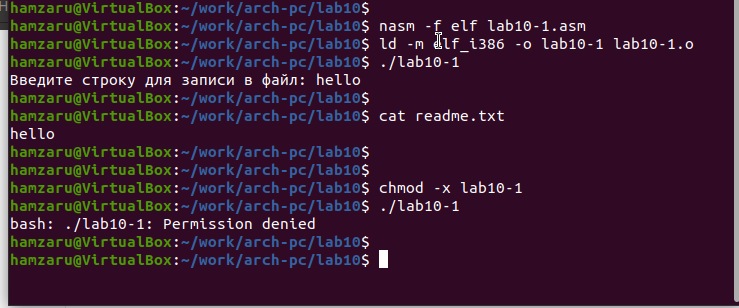 hamzaru@VirtualBox:~/work/arch-pc/lab10$
hamzaru@VirtualBox:~/work/arch-pc/lab10$ nasm -f elf lab10-1.asm
hamzaru@VirtualBox:~/work/arch-pc/lab10$ ld -m elf_i386 -o lab10-1 lab10-1.o
hamzaru@VirtualBox:~/work/arch-pc/lab10$ ./lab10-1
Введите строку для записи в файл: hello
hamzaru@VirtualBox:~/work/arch-pc/lab10$
hamzaru@VirtualBox:~/work/arch-pc/lab10$ cat readme.txt
hello
hamzaru@VirtualBox:~/work/arch-pc/lab10$
hamzaru@VirtualBox:~/work/arch-pc/lab10$
hamzaru@VirtualBox:~/work/arch-pc/lab10$ chmod -x lab10-1
hamzaru@VirtualBox:~/work/arch-pc/lab10$ ./lab10-1
bash: ./lab10-1: Permission denied
hamzaru@VirtualBox:~/work/arch-pc/lab10$
hamzaru@VirtualBox:~/work/arch-pc/lab10$